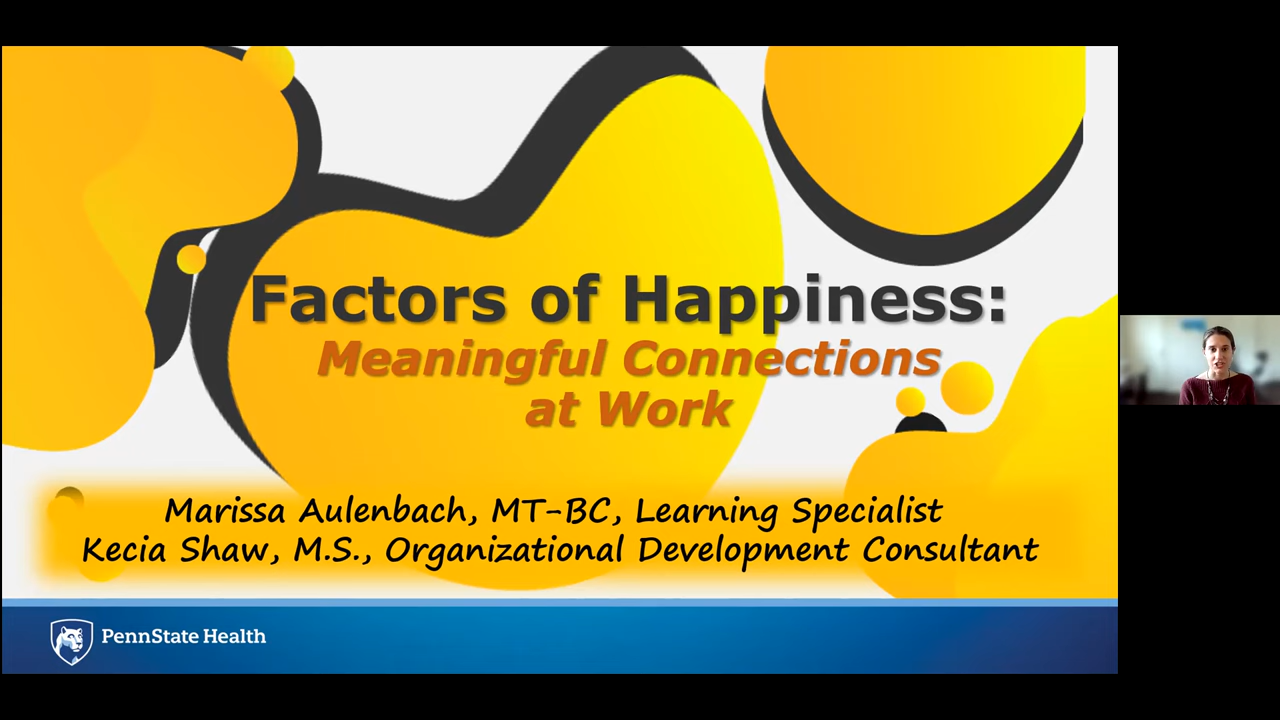 Factors of Happiness:
Meaningful Connections
at Work
Marissa Aulenbach, MT-BC, Learning Specialist
Kecia Shaw, M.S., Organizational Development Consultant
PennState Health